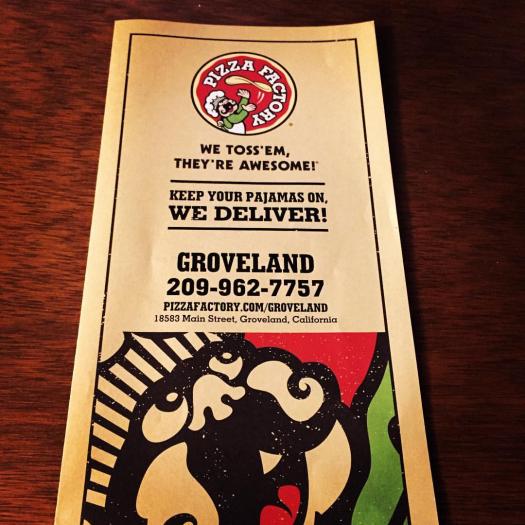 PIZZA FACTORY
®
WE TOSS'EM,
THEY'RE AWESOME!
KEEP YOUR PAJAMAS ON,
WE DELIVER!
GROVELAND
209-962-7757
PIZZAFACTORY.COM/GROVELAND
18583 Main Street, Groveland, California